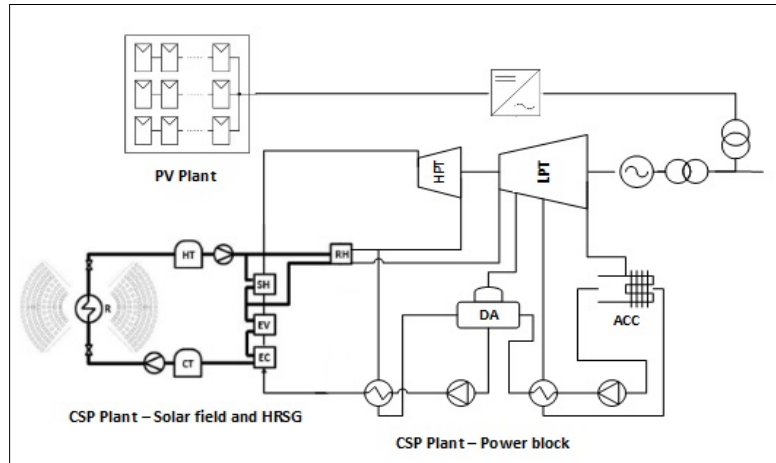 PV Plant
HPT
LPT
HT
RH
SH
R
EV
DA
ACC
CT
EC
CSP Plant – Solar field and HRSG
CSP Plant – Power block